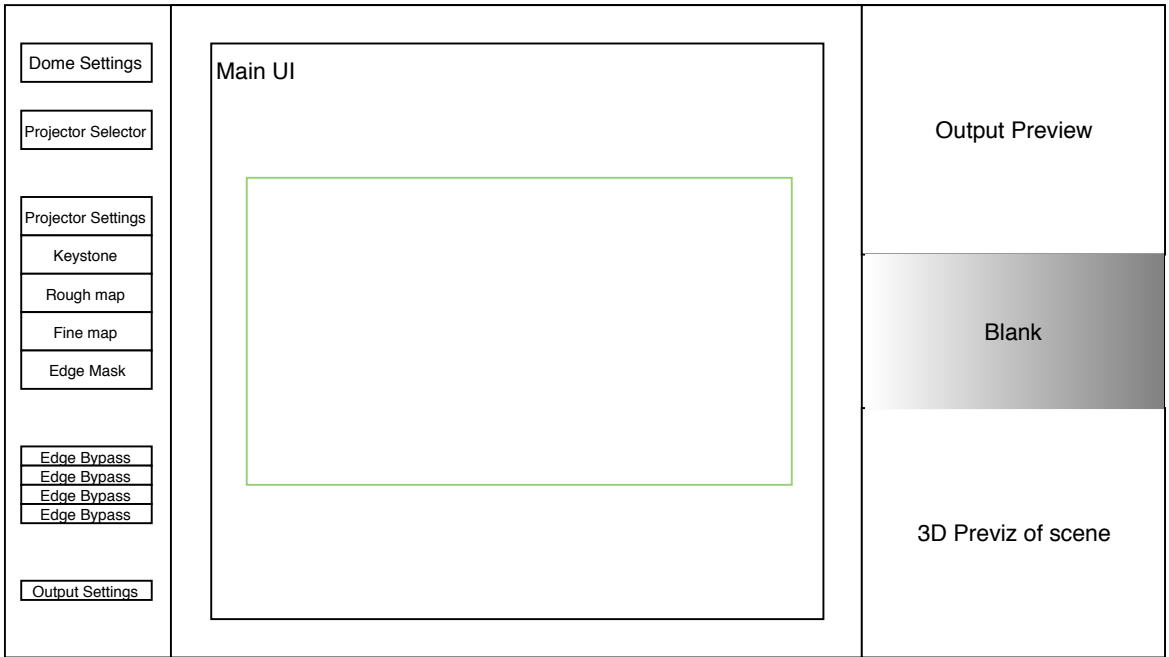 Dome Settings
Projector Selector
Projector Settings
Keystone
Rough map
Fine map
Edge Mask
Edge Bypass
Edge Bypass
Edge Bypass
Edge Bypass
Output Settings
Main UI
Output Preview
Blank
3D Previz of scene